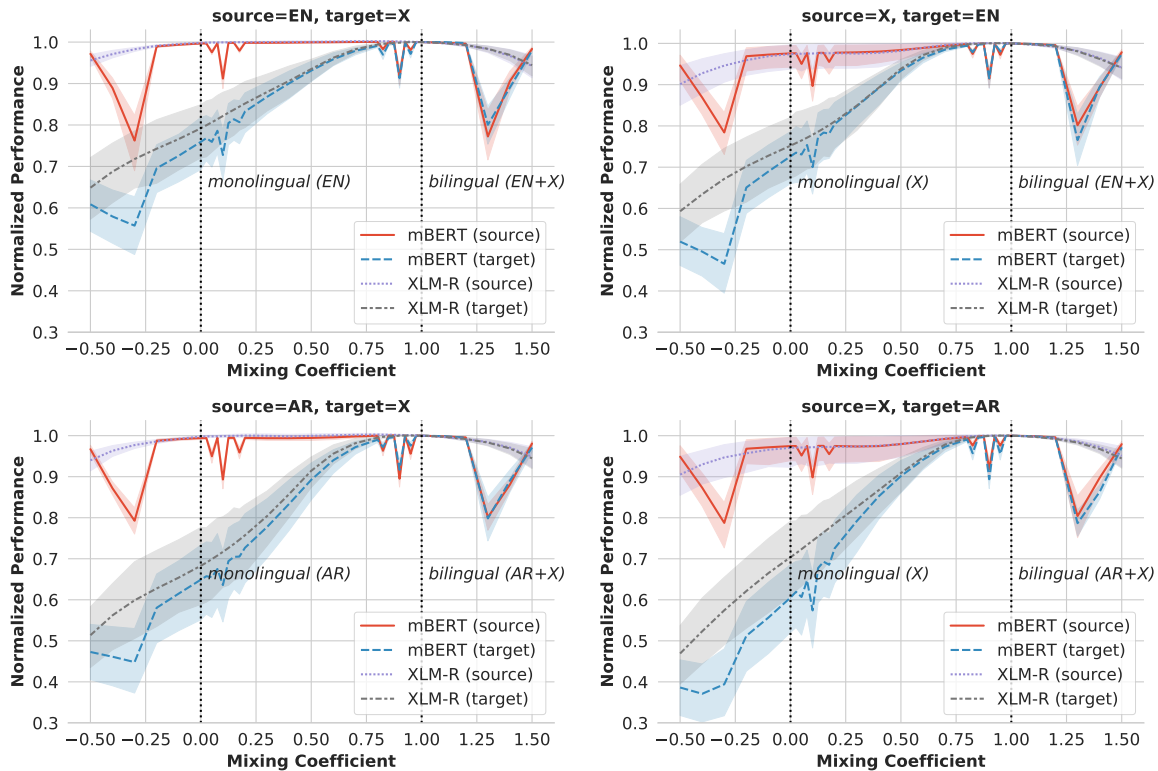 source=EN, target=X
Normalized Performance
1.0
0.9
0.8
0.7
0.6
0.5
0.4
0.3
monolingual (EN)
bilingual (EN+X)
mBERT (source)
mBERT (target)
XLM-R (source)
XLM-R (target)
−0.50 −0.25 0.00 0.25 0.50 0.75 1.00 1.25 1.50
Mixing Coefficient
source=X, target=EN
Normalized Performance
1.0
0.9
0.8
0.7
0.6
0.5
0.4
0.3
monolingual (X)
bilingual (EN+X)
mBERT (source)
mBERT (target)
XLM-R (source)
XLM-R (target)
−0.50 −0.25 0.00 0.25 0.50 0.75 1.00 1.25 1.50
Mixing Coefficient
source=AR, target=X
Normalized Performance
1.0
0.9
0.8
0.7
0.6
0.5
0.4
0.3
monolingual (AR)
bilingual (AR+X)
mBERT (source)
mBERT (target)
XLM-R (source)
XLM-R (target)
−0.50 −0.25 0.00 0.25 0.50 0.75 1.00 1.25 1.50
Mixing Coefficient
source=X, target=AR
Normalized Performance
1.0
0.9
0.8
0.7
0.6
0.5
0.4
0.3
monolingual (X)
bilingual (AR+X)
mBERT (source)
mBERT (target)
XLM-R (source)
XLM-R (target)
−0.50 −0.25 0.00 0.25 0.50 0.75 1.00 1.25 1.50
Mixing Coefficient